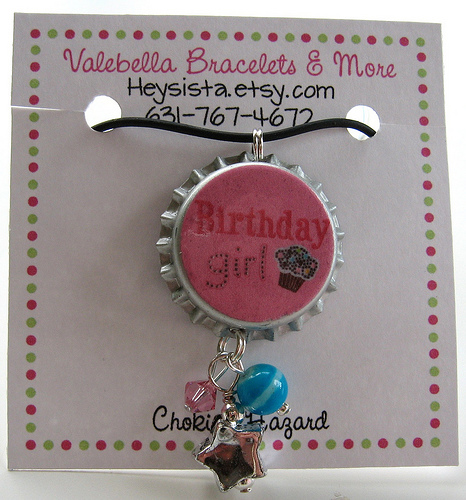 Valebella Bracelets & More
Heysista.etsy.com
631-767-4672
Birthday
girl
Choking Hazard